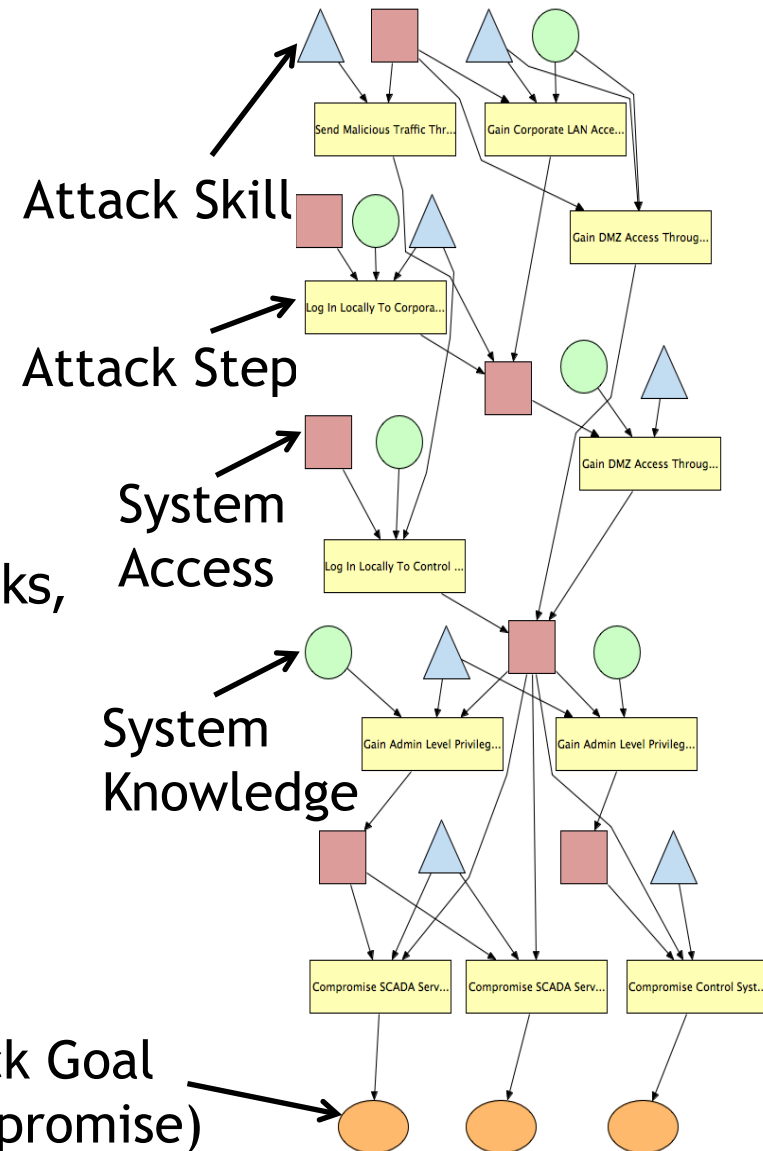 Send Malicious Traffic Thr...
Gain Corporate LAN Acce...
Attack Skill
Gain DMZ Access Throug...
Log In Locally To Corpora...
Attack Step
Gain DMZ Access Throug...
System
Access
Log In Locally To Control ...
ks,
System
Knowledge
Gain Admin Level Privileg...
Gain Admin Level Privileg...
Compromise SCADA Serv...
Compromise SCADA Serv...
Compromise Control Syst...
ck Goal
promise)